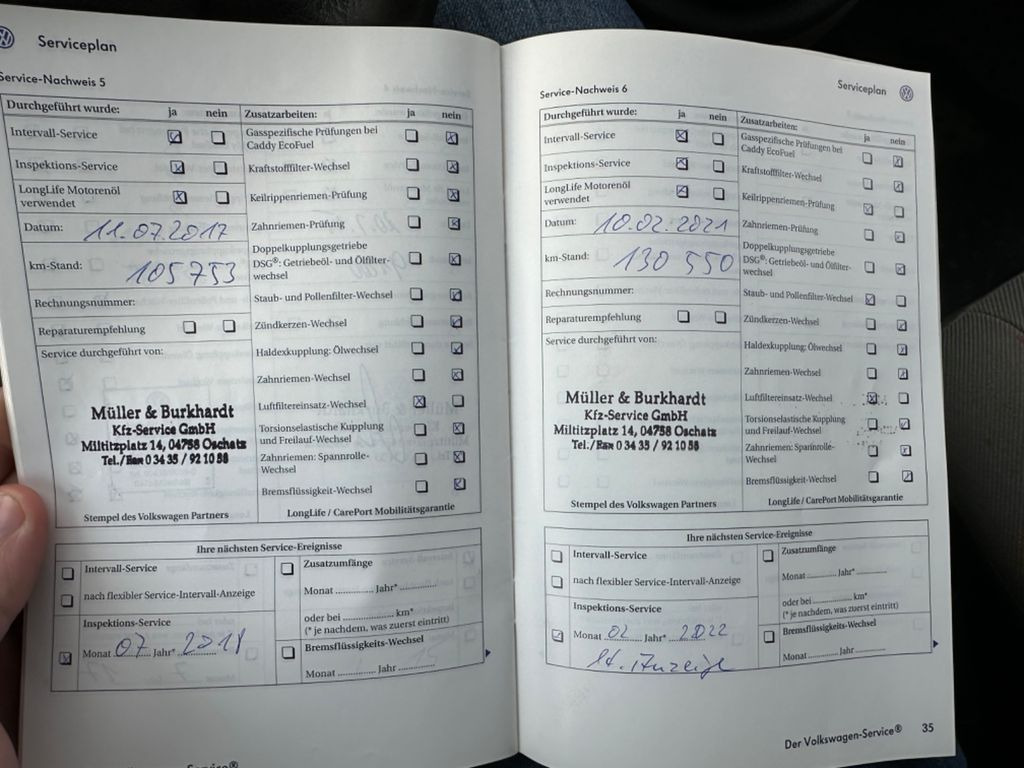 Serviceplan
Service-Nachweis 5
Durchgeführt wurde: ja nein
Intervall-Service
Inspektions-Service
LongLife Motorenöl
verwendet
Datum: 11.07.2017
km-Stand: 105753
Rechnungsnummer:
Reparaturempfehlung
Service durchgeführt von:
Müller & Burkhardt
Kfz-Service GmbH
Miltitzplatz 14, 04758 Oschatz
Tel./Fax 0 34 35 / 92 10 58
Stempel des Volkswagen Partners
Zusatzarbeiten: ja nein
Gasspezifische Prüfungen bei
Caddy EcoFuel
Kraftstofffilter-Wechsel
Keilrippenriemen-Prüfung
Zahnriemen-Prüfung
Doppelkupplungsgetriebe
DSG®: Getriebeöl- und Ölfilter-
wechsel
Staub- und Pollenfilter-Wechsel
Zündkerzen-Wechsel
Haldexkupplung: Ölwechsel
Zahnriemen-Wechsel
Luftfiltereinsatz-Wechsel
Torsionselastische Kupplung
und Freilauf-Wechsel
Zahnriemen: Spannrolle-
Wechsel
Bremsflüssigkeit-Wechsel
LongLife / CarePort Mobilitätsgarantie
Ihre nächsten Service-Ereignisse
Intervall-Service
nach flexibler Service-Intervall-Anzeige
Inspektions-Service
Monat 07 Jahr* 2018
Zusatzumfänge
Monat ............ Jahr* ............
oder bei .................... km*
(* je nachdem, was zuerst eintritt)
Bremsflüssigkeits-Wechsel
Monat ............ Jahr ............
Serviceplan
Service-Nachweis 6
Durchgeführt wurde: ja nein
Intervall-Service
Inspektions-Service
LongLife Motorenöl
verwendet
Datum: 10.02.2021
km-Stand: 130 550
Rechnungsnummer:
Reparaturempfehlung
Service durchgeführt von:
Müller & Burkhardt
Kfz-Service GmbH
Miltitzplatz 14, 04758 Oschatz
Tel./Fax 0 34 35 / 92 10 58
Stempel des Volkswagen Partners
Zusatzarbeiten: ja nein
Gasspezifische Prüfungen bei
Caddy EcoFuel
Kraftstofffilter-Wechsel
Keilrippenriemen-Prüfung
Zahnriemen-Prüfung
Doppelkupplungsgetriebe
DSG®: Getriebeöl- und Ölfilter-
wechsel
Staub- und Pollenfilter-Wechsel
Zündkerzen-Wechsel
Haldexkupplung: Ölwechsel
Zahnriemen-Wechsel
Luftfiltereinsatz-Wechsel
Torsionselastische Kupplung
und Freilauf-Wechsel
Zahnriemen: Spannrolle-
Wechsel
Bremsflüssigkeit-Wechsel
LongLife / CarePort Mobilitätsgarantie
Ihre nächsten Service-Ereignisse
Intervall-Service
nach flexibler Service-Intervall-Anzeige
Inspektions-Service
Monat 02 Jahr* 2022
lt. Anzeige
Zusatzumfänge
Monat ............ Jahr* ............
oder bei .................... km*
(* je nachdem, was zuerst eintritt)
Bremsflüssigkeits-Wechsel
Monat ............ Jahr ............
Der Volkswagen-Service® 35